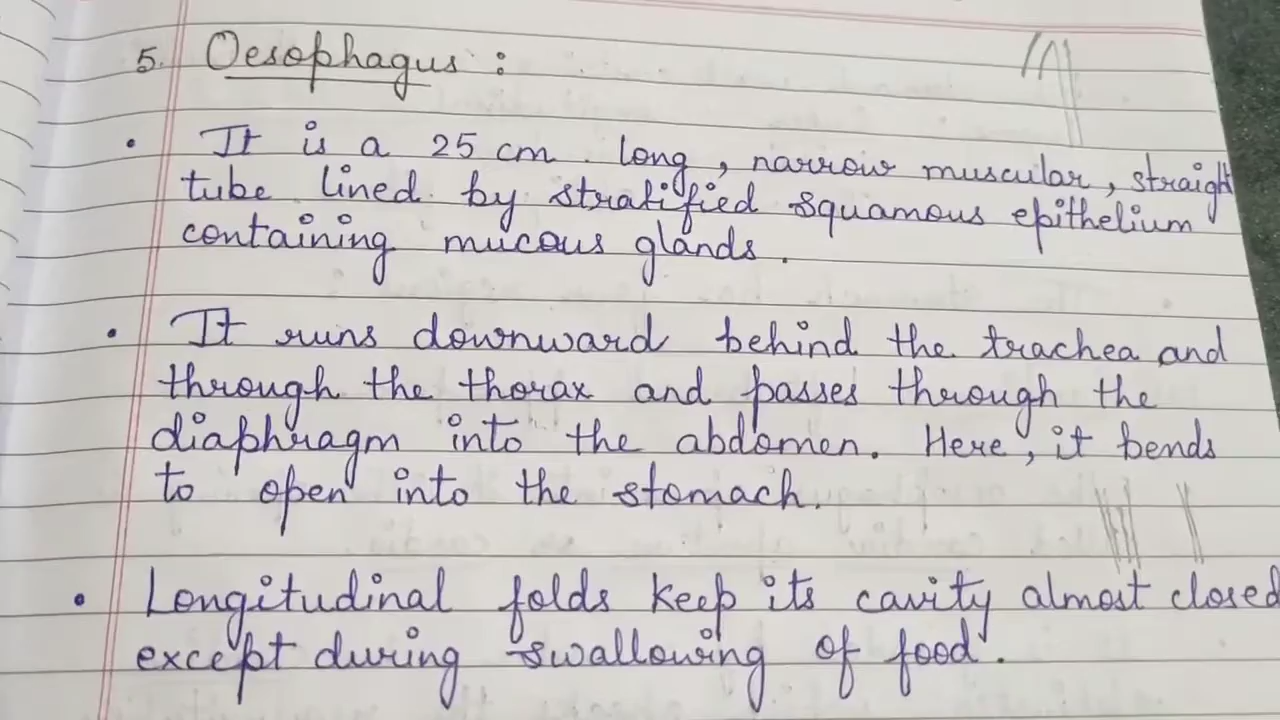 5. Oesophagus :
• It is a 25 cm long, narrow muscular, straight
tube lined by stratified squamous epithelium
containing mucous glands.
• It runs downward behind the trachea and
through the thorax and passes through the
diaphragm into the abdomen. Here, it bends
to open into the stomach.
• Longitudinal folds keep its cavity almost closed
except during swallowing of food.